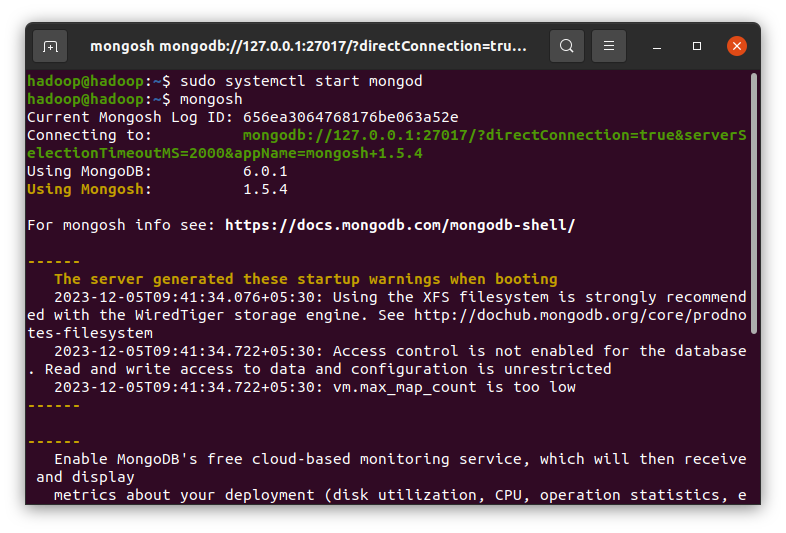 mongosh mongodb://127.0.0.1:27017/?directConnection=tru…
hadoop@hadoop:~$ sudo systemctl start mongod
hadoop@hadoop:~$ mongosh
Current Mongosh Log ID: 656ea3064768176be063a52e
Connecting to:          mongodb://127.0.0.1:27017/?directConnection=true&serverS
electionTimeoutMS=2000&appName=mongosh+1.5.4
Using MongoDB:          6.0.1
Using Mongosh:          1.5.4
For mongosh info see: https://docs.mongodb.com/mongodb-shell/
------
   The server generated these startup warnings when booting
   2023-12-05T09:41:34.076+05:30: Using the XFS filesystem is strongly recommend
ed with the WiredTiger storage engine. See http://dochub.mongodb.org/core/prodno
tes-filesystem
   2023-12-05T09:41:34.722+05:30: Access control is not enabled for the database
. Read and write access to data and configuration is unrestricted
   2023-12-05T09:41:34.722+05:30: vm.max_map_count is too low
------
------
   Enable MongoDB's free cloud-based monitoring service, which will then receive
 and display
   metrics about your deployment (disk utilization, CPU, operation statistics, e